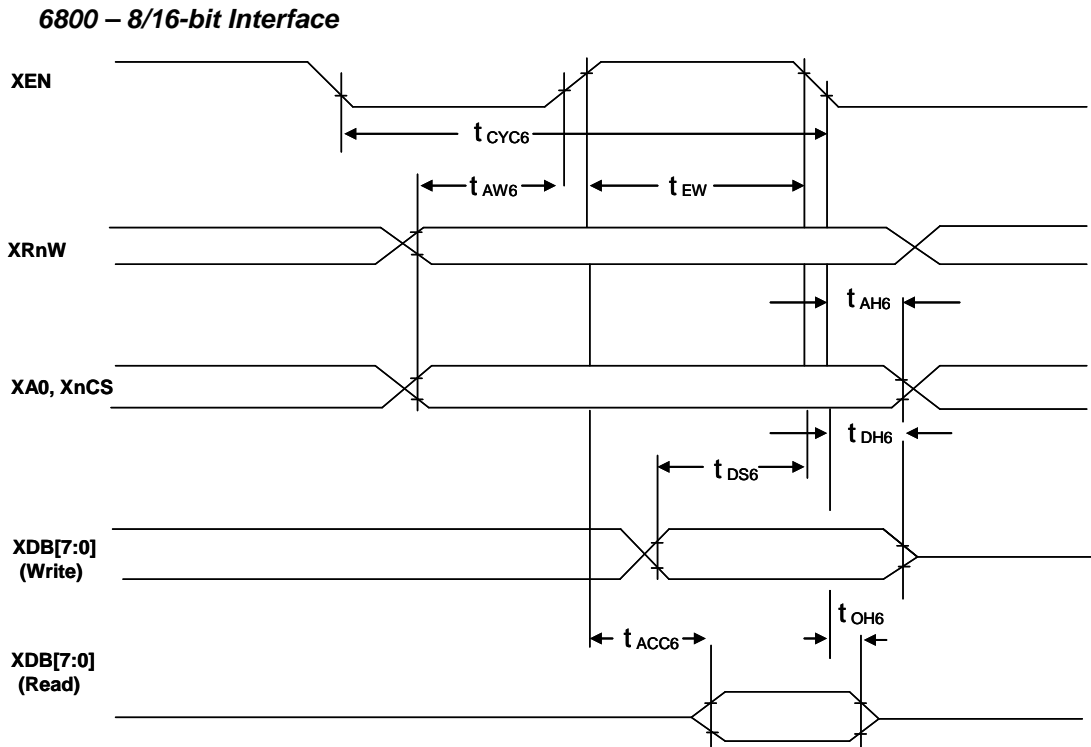 6800 – 8/16-bit Interface
XEN
t CYC6
t AW6
t EW
XRnW
t AH6
XA0, XnCS
t DH6
t DS6
XDB[7:0]
(Write)
t OH6
t ACC6
XDB[7:0]
(Read)